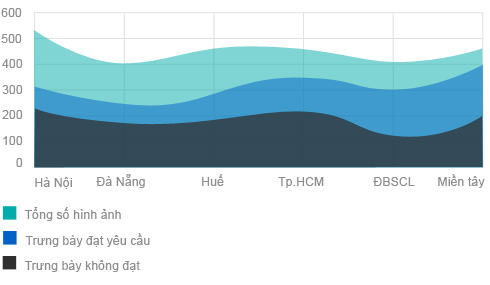 600
500
400
300
200
100
0
Hà Nội Đà Nẵng Huế Tp.HCM ĐBSCL Miền tây
Tổng số hình ảnh
Trưng bày đạt yêu cầu
Trưng bày không đạt